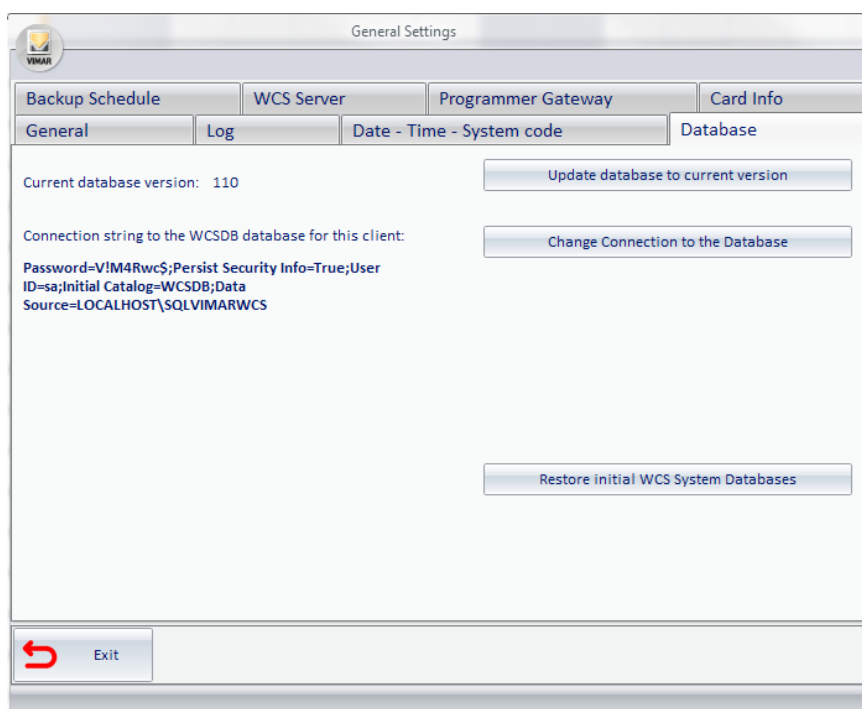 General Settings
VIMAR
Backup Schedule
WCS Server
Programmer Gateway
Card Info
General
Log
Date - Time - System code
Database
Current database version: 110
Update database to current version
Connection string to the WCSDB database for this client:
Change Connection to the Database
Password=V!M4Rwc$;Persist Security Info=True;User
ID=sa;Initial Catalog=WCSDB;Data
Source=LOCALHOST\SQLVIMARWCS
Restore initial WCS System Databases
Exit